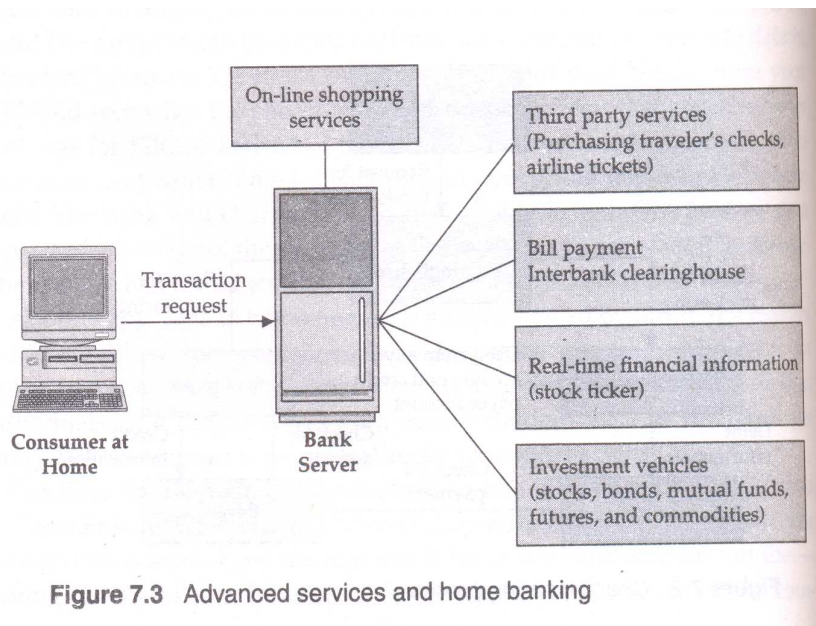 On-line shopping
services
Third party services
(Purchasing traveler's checks,
airline tickets)
Bill payment
Interbank clearinghouse
Transaction
request
Real-time financial information
(stock ticker)
Consumer at
Home
Bank
Server
Investment vehicles
(stocks, bonds, mutual funds,
futures, and commodities)
Figure 7.3 Advanced services and home banking